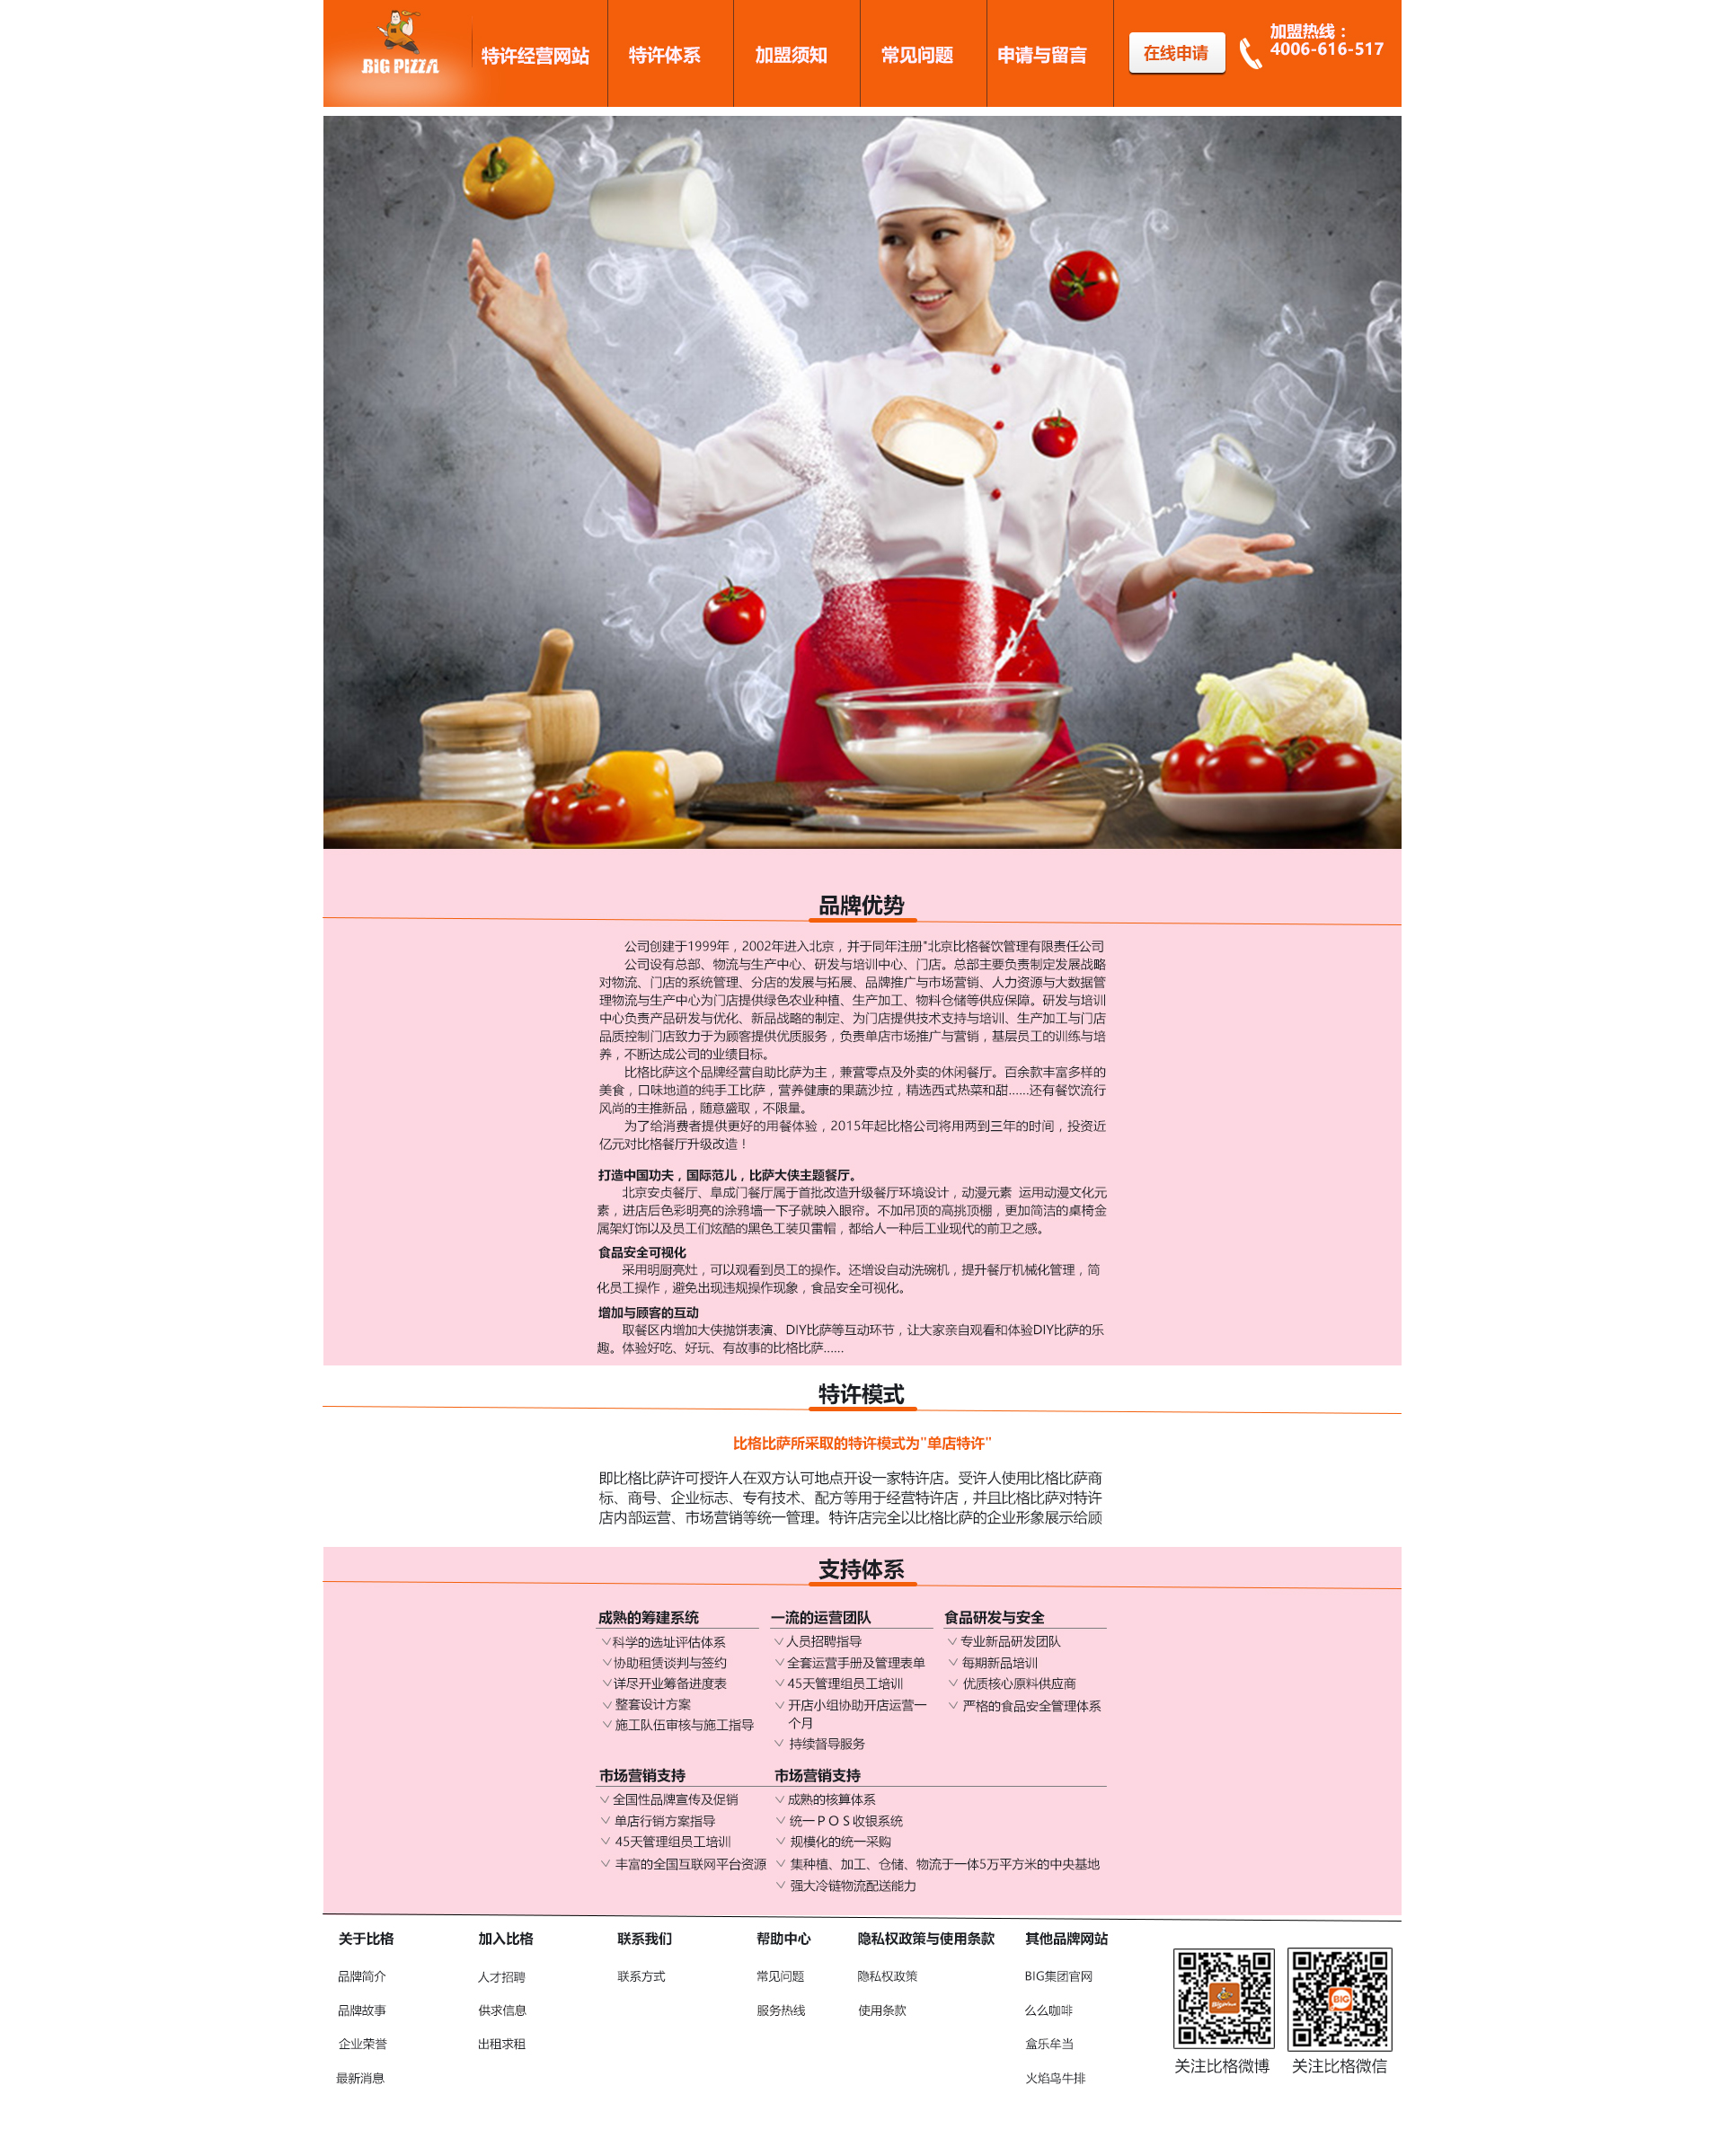 BIG PIZZA
特许经营网站
特许体系
加盟须知
常见问题
申请与留言
在线申请
加盟热线：
4006-616-517
品牌优势
公司创建于1999年，2002年进入北京，并于同年注册"北京比格餐饮管理有限责任公司
公司设有总部、物流与生产中心、研发与培训中心、门店。总部主要负责制定发展战略
对物流、门店的系统管理、分店的发展与拓展、品牌推广与市场营销、人力资源与大数据管
理物流与生产中心为门店提供绿色农业种植、生产加工、物料仓储等供应保障。研发与培训
中心负责产品研发与优化、新品战略的制定、为门店提供技术支持与培训、生产加工与门店
品质控制门店致力于为顾客提供优质服务，负责单店市场推广与营销，基层员工的训练与培
养，不断达成公司的业绩目标。
比格比萨这个品牌经营自助比萨为主，兼营零点及外卖的休闲餐厅。百余款丰富多样的
美食，口味地道的纯手工比萨，营养健康的果蔬沙拉，精选西式热菜和甜......还有餐饮流行
风尚的主推新品，随意盛取，不限量。
为了给消费者提供更好的用餐体验，2015年起比格公司将用两到三年的时间，投资近
亿元对比格餐厅升级改造！
打造中国功夫，国际范儿，比萨大侠主题餐厅。
北京安贞餐厅、阜成门餐厅属于首批改造升级餐厅环境设计，动漫元素 运用动漫文化元
素，进店后色彩明亮的涂鸦墙一下子就映入眼帘。不加吊顶的高挑顶棚，更加简洁的桌椅金
属架灯饰以及员工们炫酷的黑色工装贝雷帽，都给人一种后工业现代的前卫之感。
食品安全可视化
采用明厨亮灶，可以观看到员工的操作。还增设自动洗碗机，提升餐厅机械化管理，简
化员工操作，避免出现违规操作现象，食品安全可视化。
增加与顾客的互动
取餐区内增加大侠抛饼表演、DIY比萨等互动环节，让大家亲自观看和体验DIY比萨的乐
趣。体验好吃、好玩、有故事的比格比萨......
特许模式
比格比萨所采取的特许模式为"单店特许"
即比格比萨许可授许人在双方认可地点开设一家特许店。受许人使用比格比萨商
标、商号、企业标志、专有技术、配方等用于经营特许店，并且比格比萨对特许
店内部运营、市场营销等统一管理。特许店完全以比格比萨的企业形象展示给顾
支持体系
成熟的筹建系统
科学的选址评估体系
协助租赁谈判与签约
详尽开业筹备进度表
整套设计方案
施工队伍审核与施工指导
一流的运营团队
人员招聘指导
全套运营手册及管理表单
45天管理组员工培训
开店小组协助开店运营一
个月
持续督导服务
食品研发与安全
专业新品研发团队
每期新品培训
优质核心原料供应商
严格的食品安全管理体系
市场营销支持
全国性品牌宣传及促销
单店行销方案指导
45天管理组员工培训
丰富的全国互联网平台资源
市场营销支持
成熟的核算体系
统一ＰＯＳ收银系统
规模化的统一采购
集种植、加工、仓储、物流于一体5万平方米的中央基地
强大冷链物流配送能力
关于比格
品牌简介
品牌故事
企业荣誉
最新消息
加入比格
人才招聘
供求信息
出租求租
联系我们
联系方式
帮助中心
常见问题
服务热线
隐私权政策与使用条款
隐私权政策
使用条款
其他品牌网站
BIG集团官网
么么咖啡
盒乐牟当
火焰鸟牛排
BIG
关注比格微博
关注比格微信